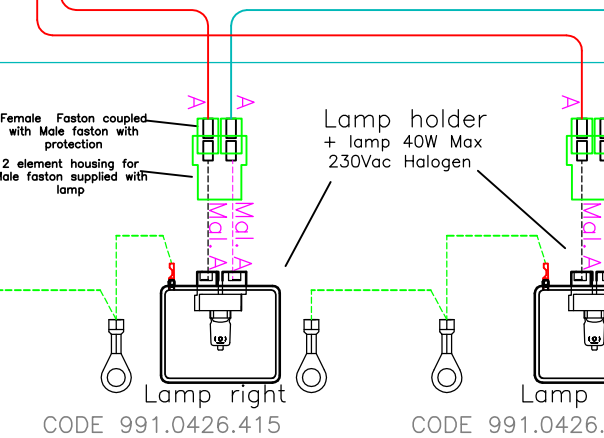 A A A
Female Faston coupled
with Male faston with
protection
2 element housing for
Male faston supplied with
lamp
Lamp holder
+ lamp 40W Max
230Vac Halogen
Mal. A
Mal. A
Mal. A
Lamp right
Lamp
CODE 991.0426.415
CODE 991.0426.